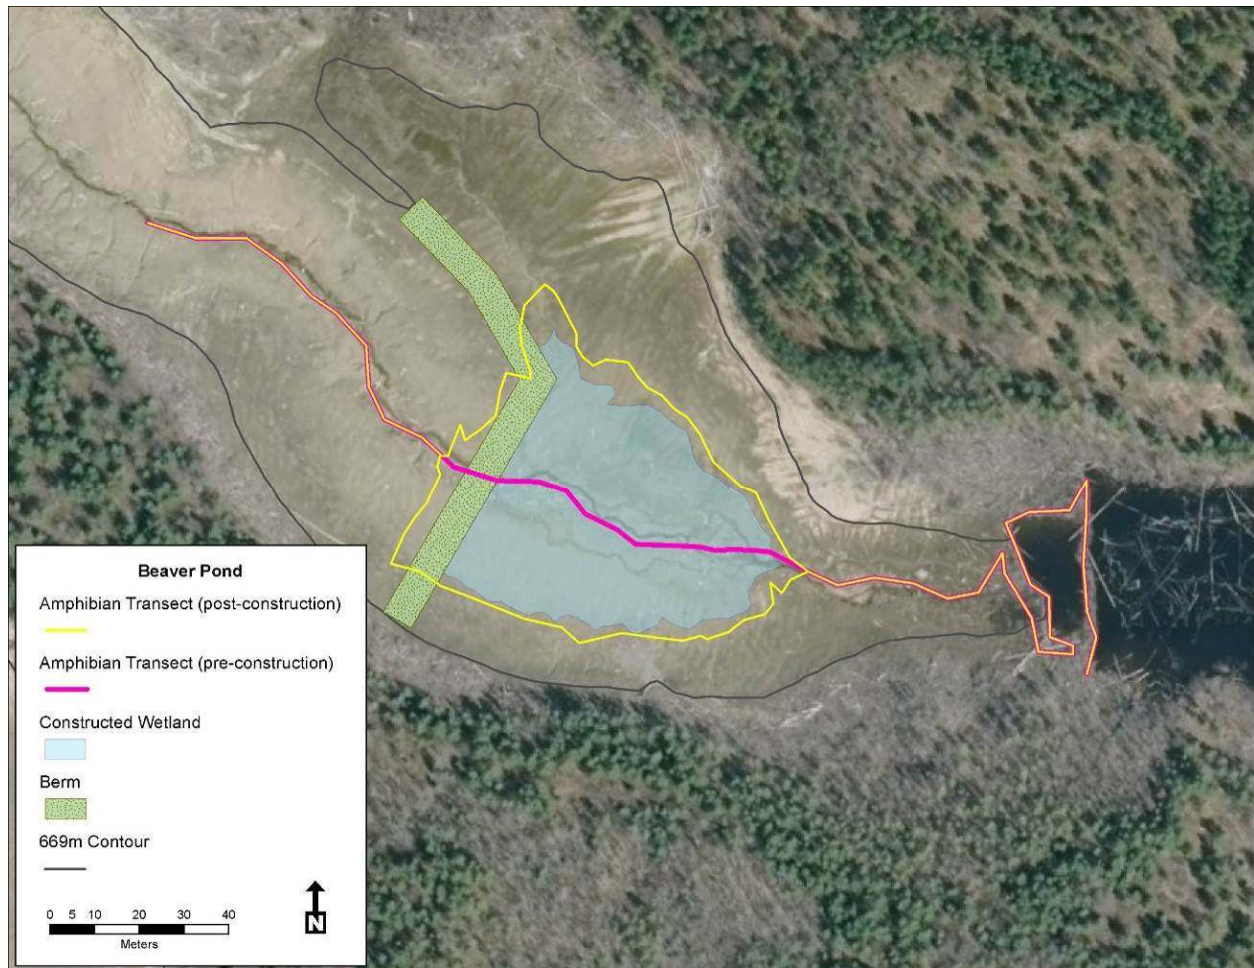 Beaver Pond
Amphibian Transect (post-construction)
Amphibian Transect (pre-construction)
Constructed Wetland
Berm
669m Contour
0 5 10 20 30 40
Meters
N